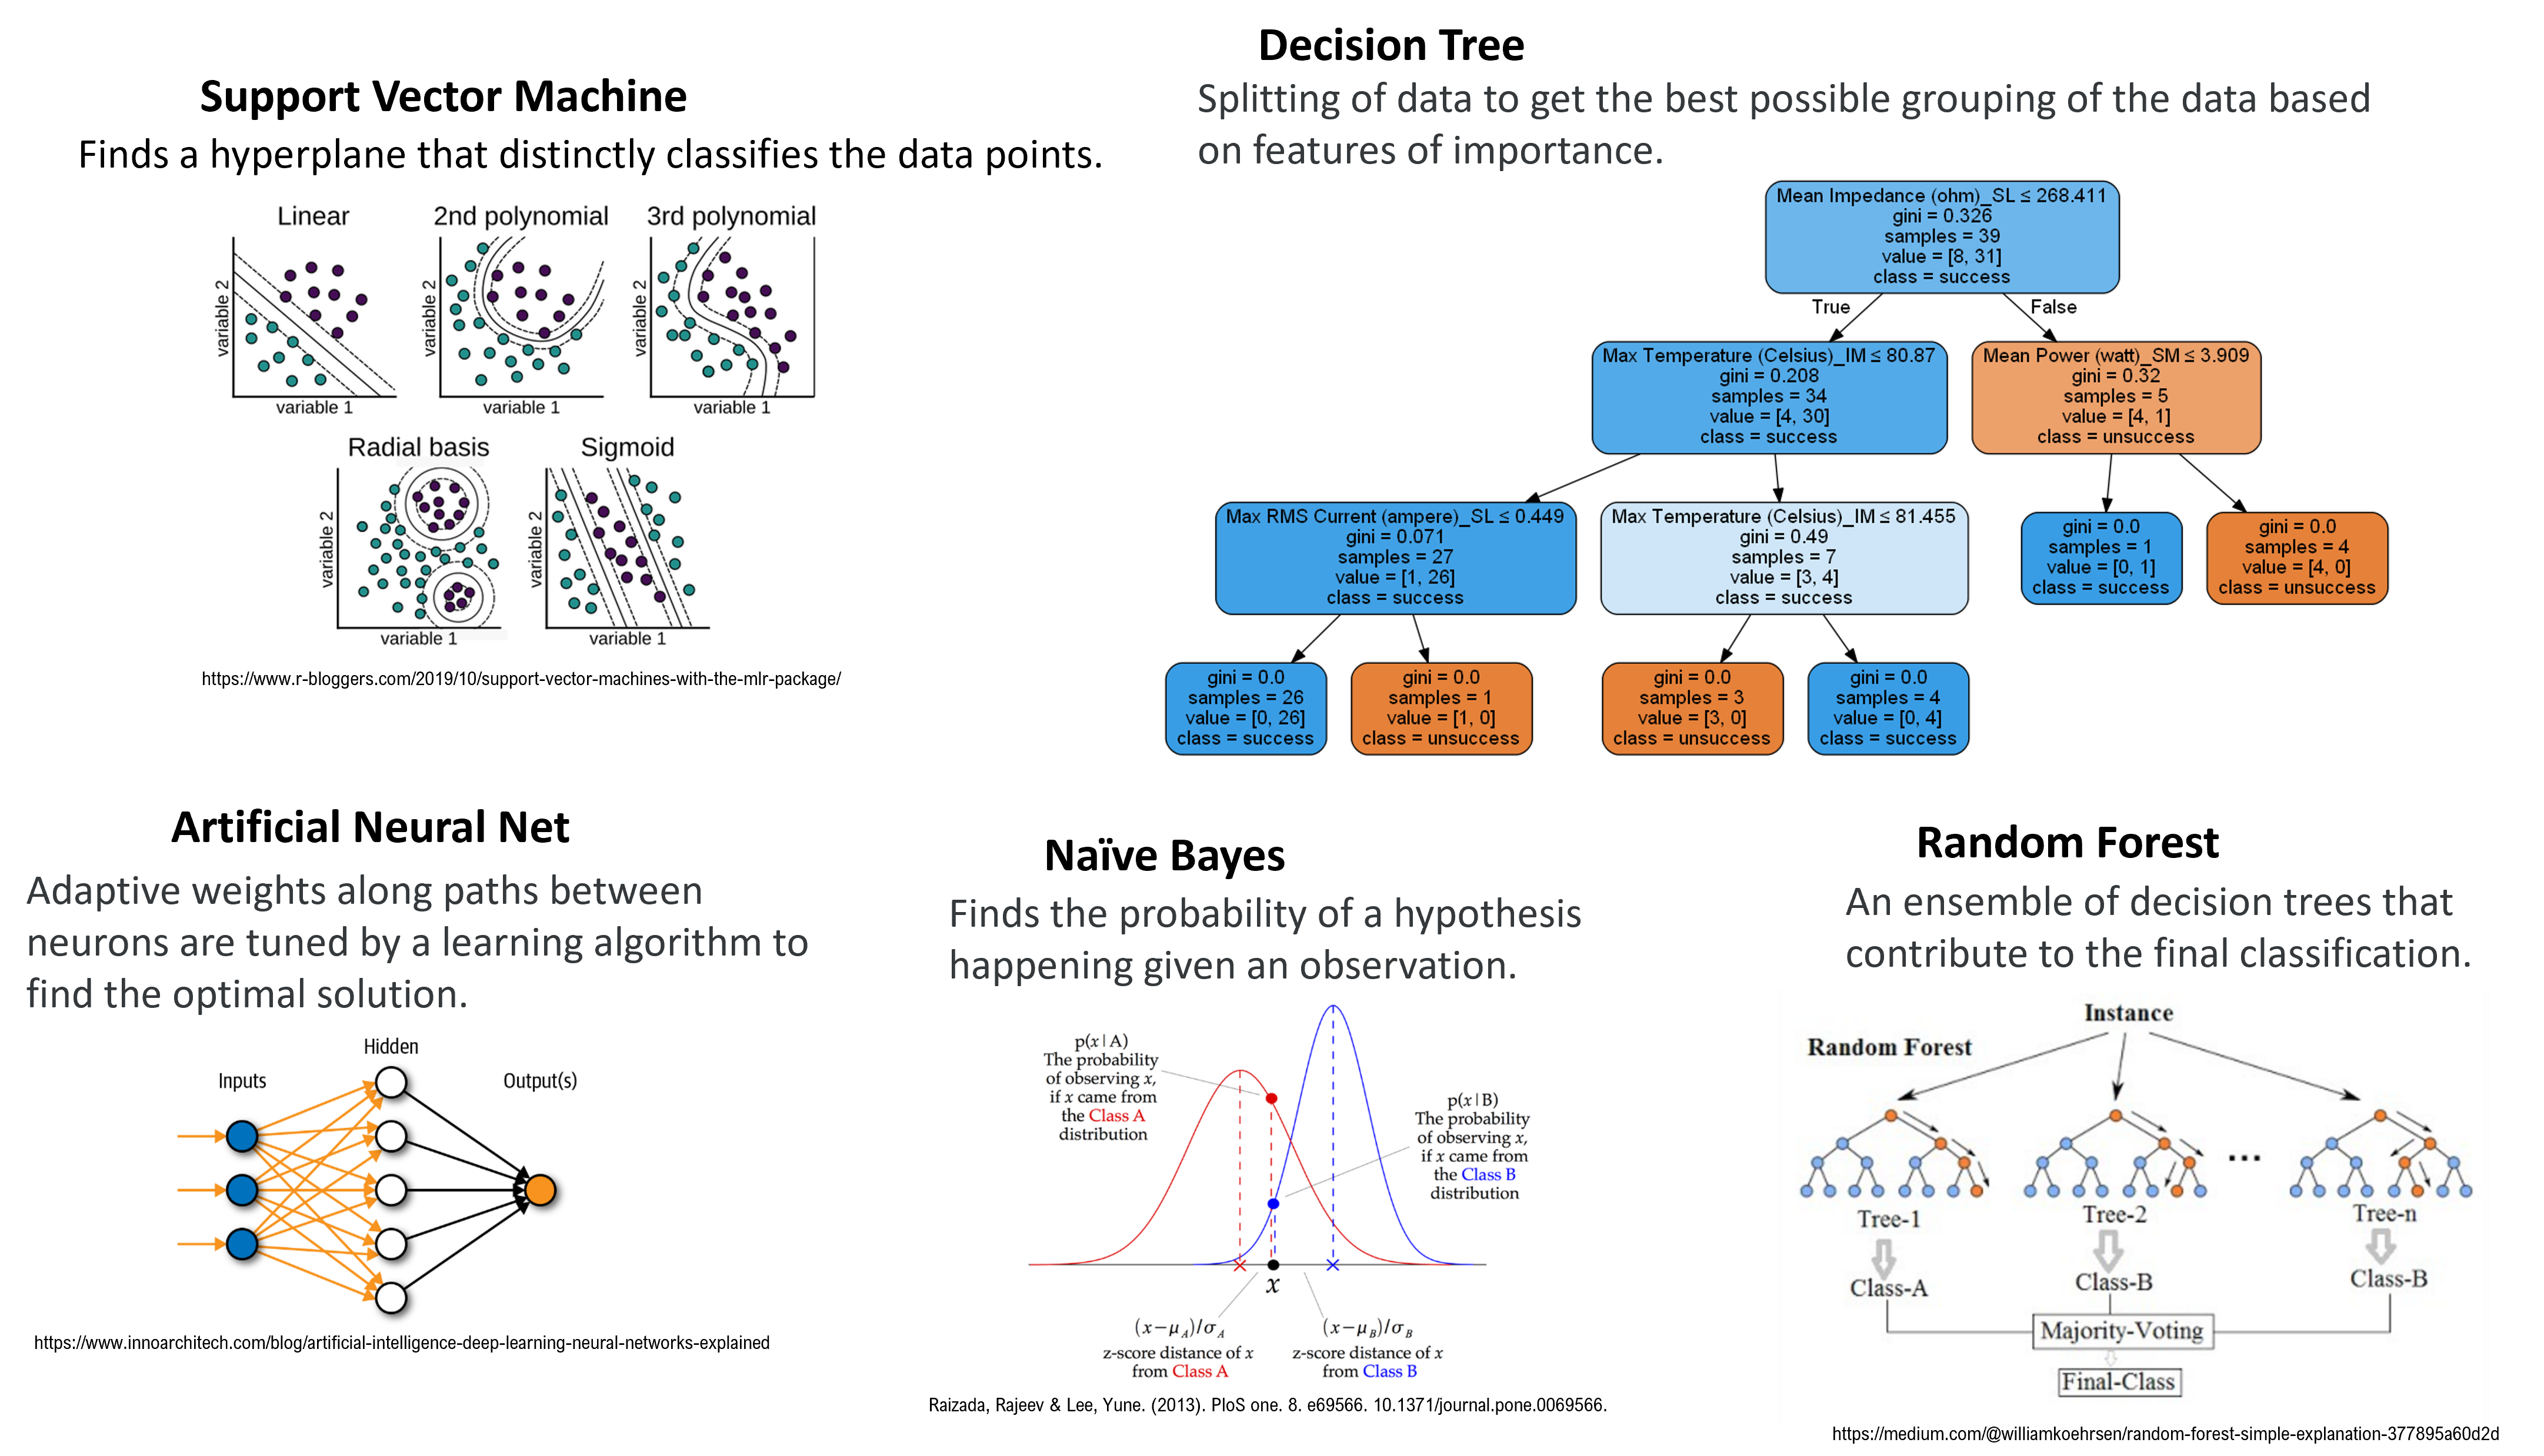 Support Vector Machine
Finds a hyperplane that distinctly classifies the data points.
Linear
2nd polynomial
3rd polynomial
variable 2
variable 1
variable 2
variable 1
variable 2
variable 1
Radial basis
Sigmoid
variable 2
variable 1
variable 2
variable 1
https://www.r-bloggers.com/2019/10/support-vector-machines-with-the-mlr-package/
Decision Tree
Splitting of data to get the best possible grouping of the data based
on features of importance.
Mean Impedance (ohm)_SL ≤ 268.411
gini = 0.326
samples = 39
value = [8, 31]
class = success
True
False
Max Temperature (Celsius)_IM ≤ 80.87
gini = 0.208
samples = 34
value = [4, 30]
class = success
Mean Power (watt)_SM ≤ 3.909
gini = 0.32
samples = 5
value = [4, 1]
class = unsuccess
Max RMS Current (ampere)_SL ≤ 0.449
gini = 0.071
samples = 27
value = [1, 26]
class = success
Max Temperature (Celsius)_IM ≤ 81.455
gini = 0.49
samples = 7
value = [3, 4]
class = success
gini = 0.0
samples = 1
value = [0, 1]
class = success
gini = 0.0
samples = 4
value = [4, 0]
class = unsuccess
gini = 0.0
samples = 26
value = [0, 26]
class = success
gini = 0.0
samples = 1
value = [1, 0]
class = unsuccess
gini = 0.0
samples = 3
value = [3, 0]
class = unsuccess
gini = 0.0
samples = 4
value = [0, 4]
class = success
Artificial Neural Net
Adaptive weights along paths between
neurons are tuned by a learning algorithm to
find the optimal solution.
Hidden
Inputs
Output(s)
https://www.innoarchitech.com/blog/artificial-intelligence-deep-learning-neural-networks-explained
Naïve Bayes
Finds the probability of a hypothesis
happening given an observation.
p(x | A)
The probability
of observing x,
if x came from
the Class A
distribution
p(x | B)
The probability
of observing x,
if x came from
the Class B
distribution
x
(x−μA)/σA
z-score distance of x
from Class A
(x−μB)/σB
z-score distance of x
from Class B
Raizada, Rajeev & Lee, Yune. (2013). PloS one. 8. e69566. 10.1371/journal.pone.0069566.
Random Forest
An ensemble of decision trees that
contribute to the final classification.
Instance
Random Forest
...
Tree-1
Tree-2
Tree-n
Class-A
Class-B
Class-B
Majority-Voting
Final-Class
https://medium.com/@williamkoehrsen/random-forest-simple-explanation-377895a60d2d